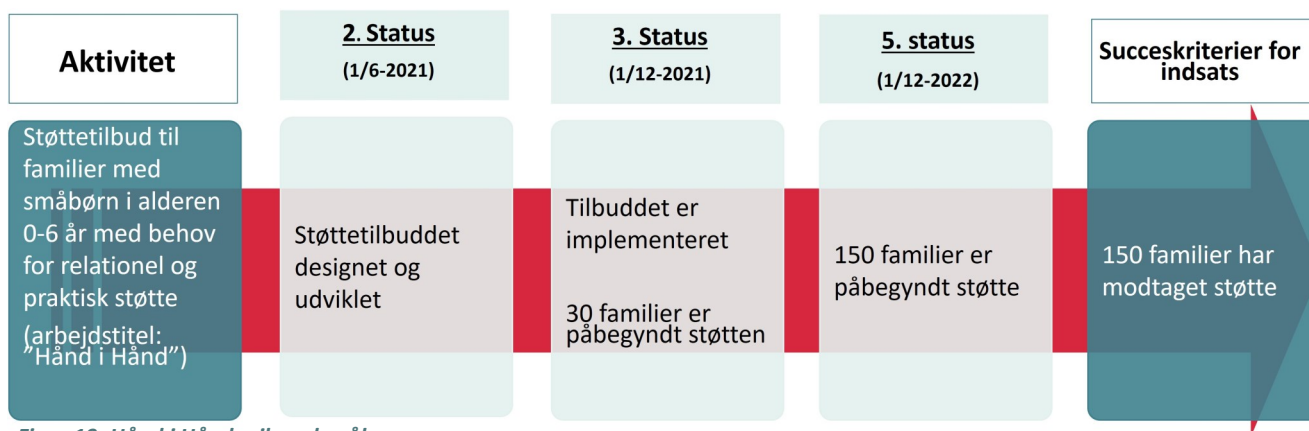 Aktivitet
2. Status
(1/6-2021)
3. Status
(1/12-2021)
5. status
(1/12-2022)
Succeskriterier for
indsats
Støttetilbud til
familier med
småbørn i alderen
0-6 år med behov
for relationel og
praktisk støtte
(arbejdstitel:
”Hånd i Hånd”)
Støttetilbuddet
designet og
udviklet
Tilbuddet er
implementeret
30 familier er
påbegyndt støtten
150 familier er
påbegyndt støtte
150 familier har
modtaget støtte